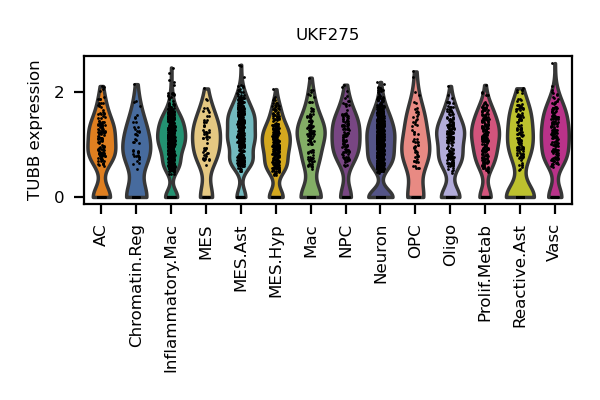 UKF275
TUBB expression
2
0
AC
Chromatin.Reg
Inflammatory.Mac
MES
MES.Ast
MES.Hyp
Mac
NPC
Neuron
OPC
Oligo
Prolif.Metab
Reactive.Ast
Vasc